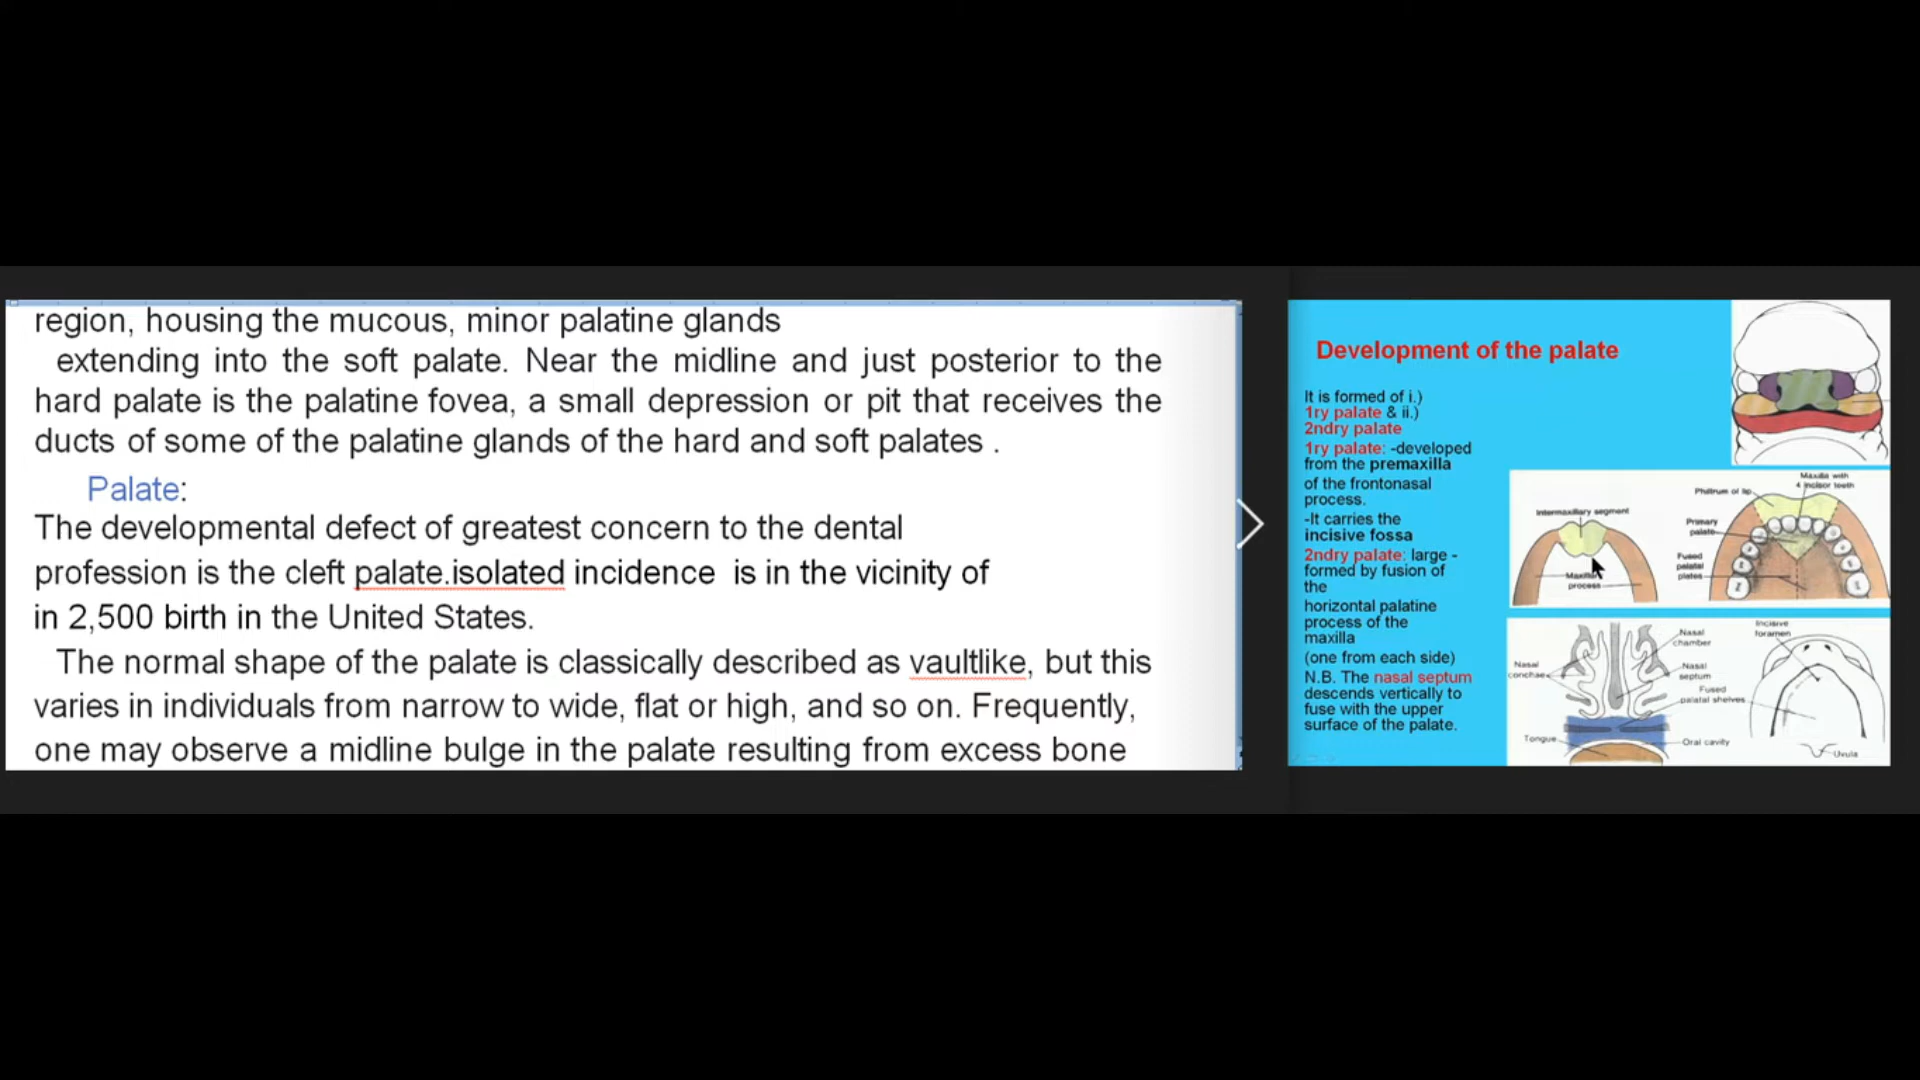 region, housing the mucous, minor palatine glands
extending into the soft palate. Near the midline and just posterior to the
hard palate is the palatine fovea, a small depression or pit that receives the
ducts of some of the palatine glands of the hard and soft palates .
Palate:
The developmental defect of greatest concern to the dental
profession is the cleft palate.isolated incidence is in the vicinity of
in 2,500 birth in the United States.
The normal shape of the palate is classically described as vaultlike, but this
varies in individuals from narrow to wide, flat or high, and so on. Frequently,
one may observe a midline bulge in the palate resulting from excess bone
Development of the palate
It is formed of i.)
1ry palate & ii.)
2ndry palate
1ry palate: -developed
from the premaxilla
of the frontonasal
process.
-It carries the
incisive fossa
2ndry palate: large -
formed by fusion of
the
horizontal palatine
process of the
maxilla
(one from each side)
N.B. The nasal septum
descends vertically to
fuse with the upper
surface of the palate.
Intermaxillary segment
process
Philtrum of lip
Maxilla with
4 incisor teeth
Primary
palate
Fused
palatal
plates
Nasal
conchae
Nasal
chamber
Nasal
septum
Fused
palatal shelves
Tongue
Oral cavity
Incisive
foramen
Uvula